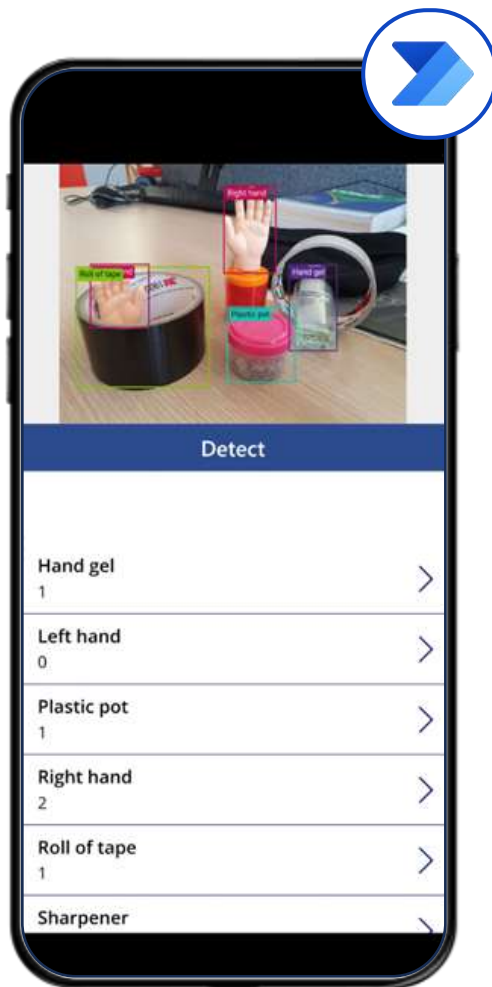 Right hand
Roll of tape
Hand gel
Plastic pot
Detect
Hand gel
1
Left hand
0
Plastic pot
1
Right hand
2
Roll of tape
1
Sharpener